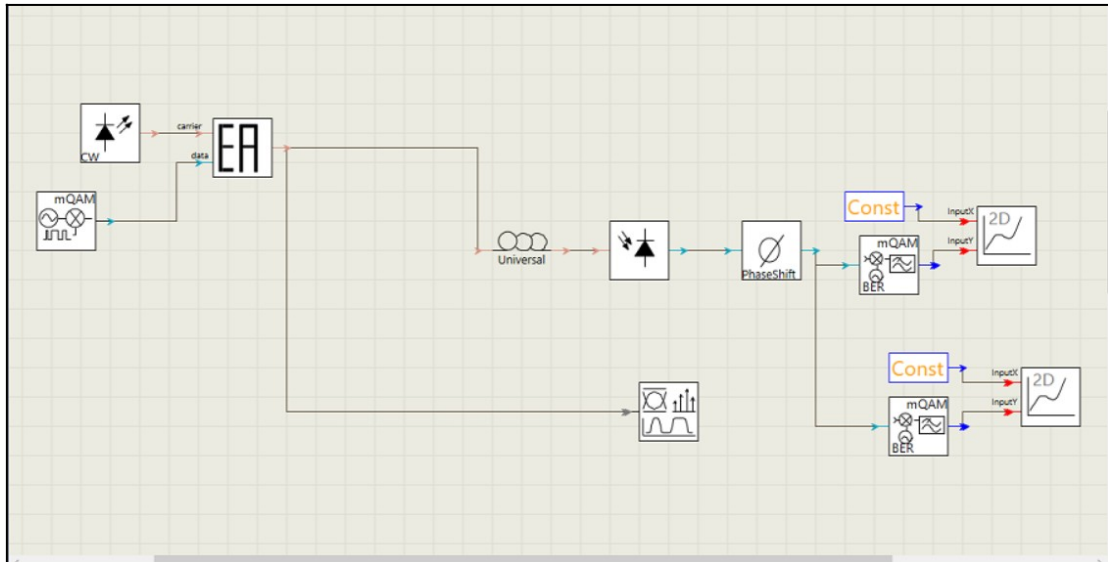 carrier
CW
EA
data
mQAM
Universal
PhaseShift
Const
InputX
2D
InputY
mQAM
BER
Const
InputX
2D
InputY
mQAM
BER